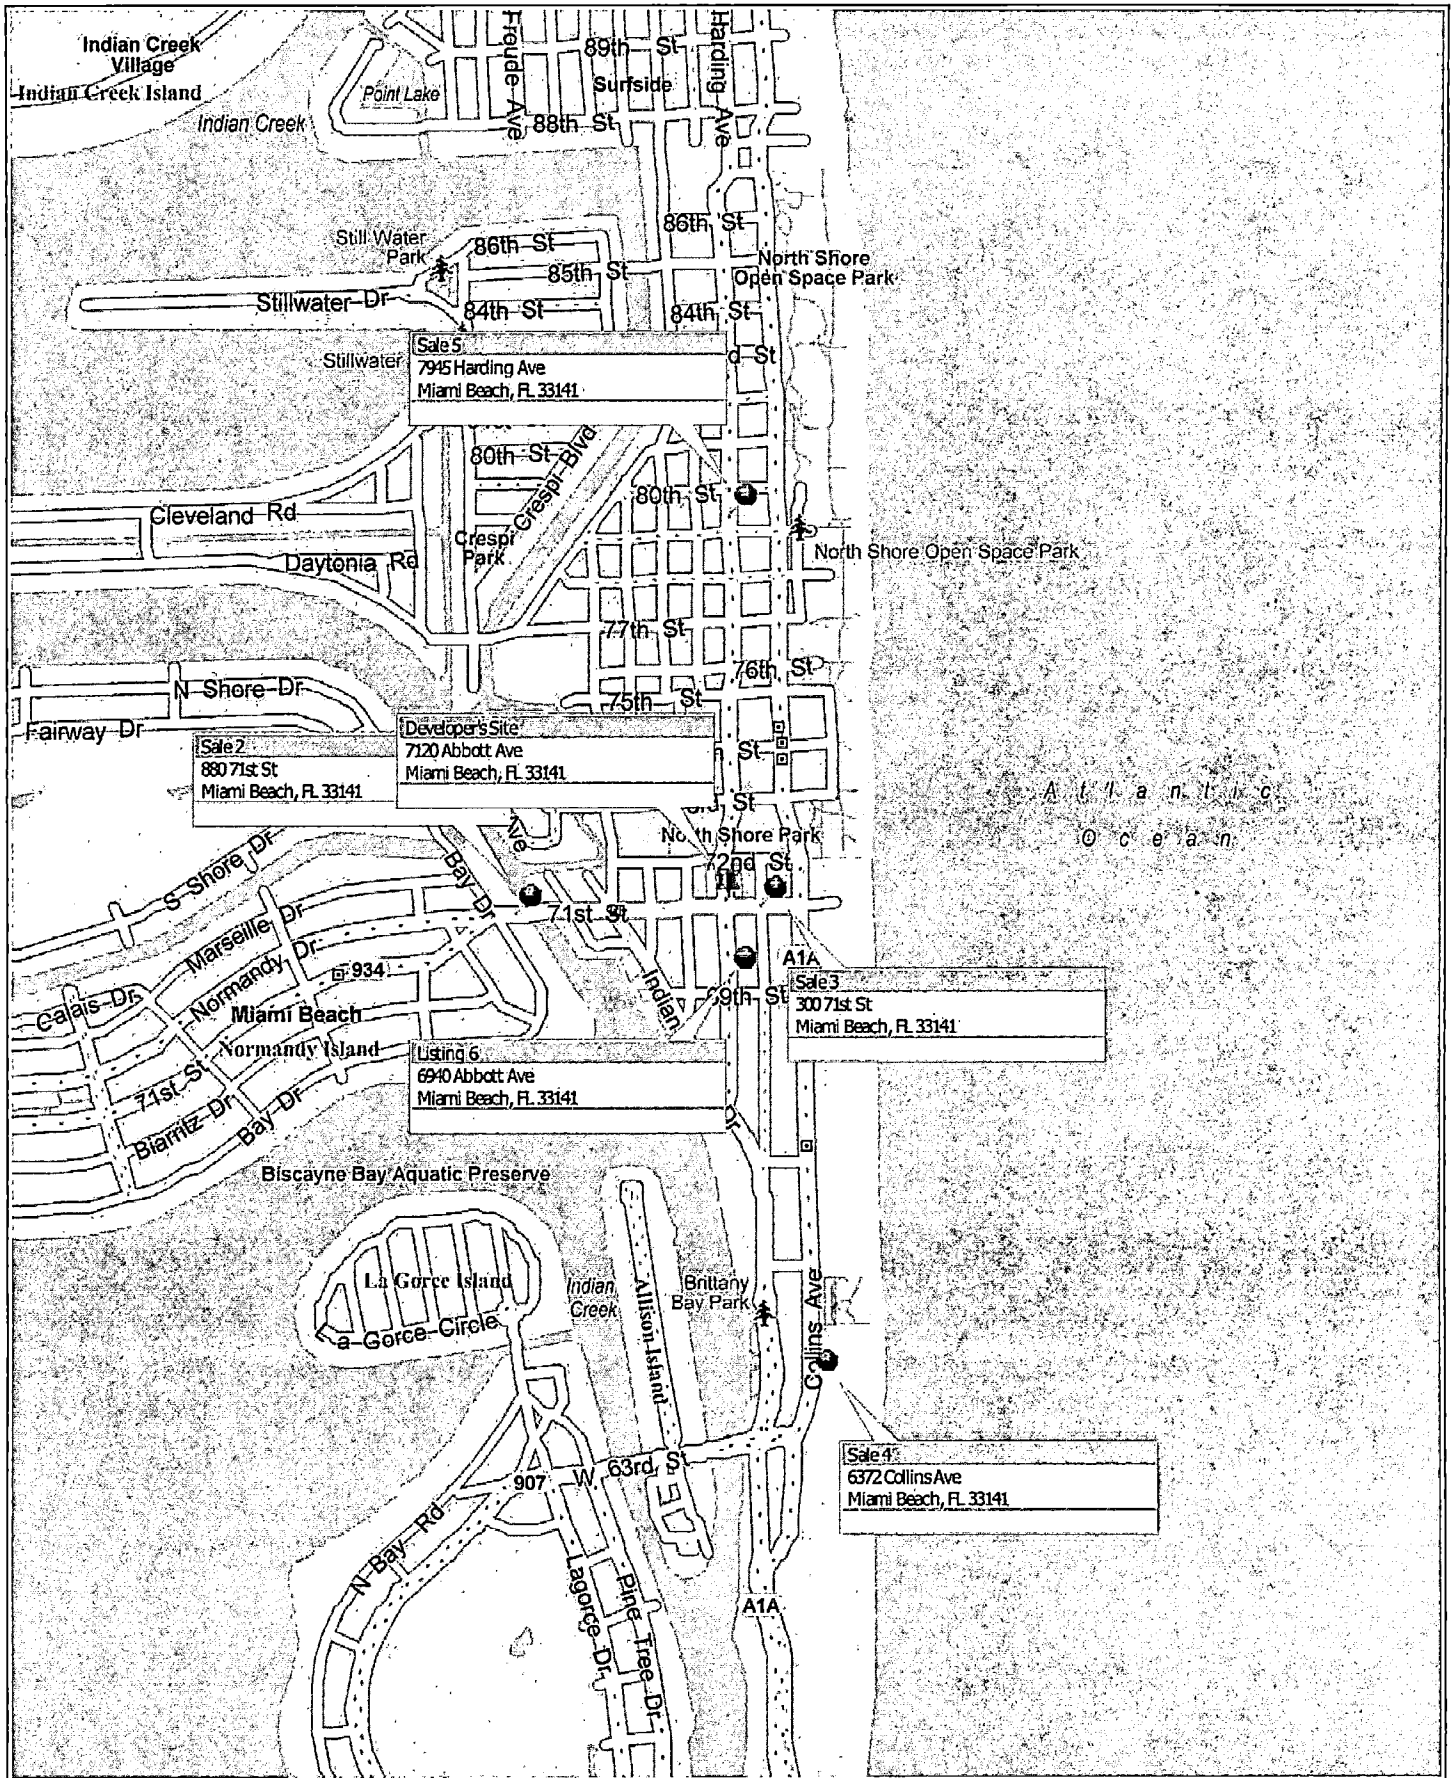 Indian Creek
Village
Indian Creek Island
Indian Creek
Point Lake
Froude Ave
89th St
Surfside
Harding Ave
88th St
86th St
Still Water
Park
86th St
85th St
North Shore
Open Space Park
Stillwater Dr
84th St
84th St
Stillwater
d St
Sale 5
7945 Harding Ave
Miami Beach, FL 33141
80th St
Crespi Blvd
80th St
Cleveland Rd
Crespi
Park
North Shore Open Space Park
Daytonia Rd
77th St
76th St
N Shore Dr
75th St
Fairway Dr
Sale 2
880 71st St
Miami Beach, FL 33141
Developer's Site
7120 Abbott Ave
Miami Beach, FL 33141
St
St
Atlantic
Ocean
Ave
North Shore Park
72nd St
S Shore Dr
Bay Dr
71st St
Marseille Dr
Normandy Dr
934
A1A
Calais Dr
Miami Beach
Indian
69th St
Sale 3
300 71st St
Miami Beach, FL 33141
Normandy Island
Listing 6
6940 Abbott Ave
Miami Beach, FL 33141
71st St
Biarritz Dr
Bay Dr
Dr
Biscayne Bay Aquatic Preserve
La Gorce Island
Indian
Creek
Allison Island
Brittany
Bay Park
Collins Ave
a Gorce Circle
Sale 4
6372 Collins Ave
Miami Beach, FL 33141
907
W 63rd St
N Bay Rd
Lagorce Dr
Pine Tree Dr
A1A